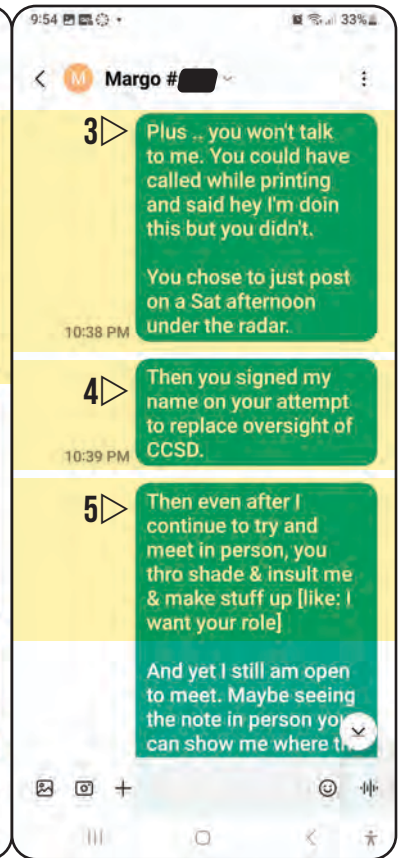 9:54
33%
M Margo #
3 Plus .. you won't talk
to me. You could have
called while printing
and said hey I'm doin
this but you didn't.
You chose to just post
on a Sat afternoon
10:38 PM under the radar.
4 Then you signed my
name on your attempt
to replace oversight of
10:39 PM CCSD.
5 Then even after I
continue to try and
meet in person, you
thro shade & insult me
& make stuff up [like: I
want your role]
And yet I still am open
to meet. Maybe seeing
the note in person you
can show me where